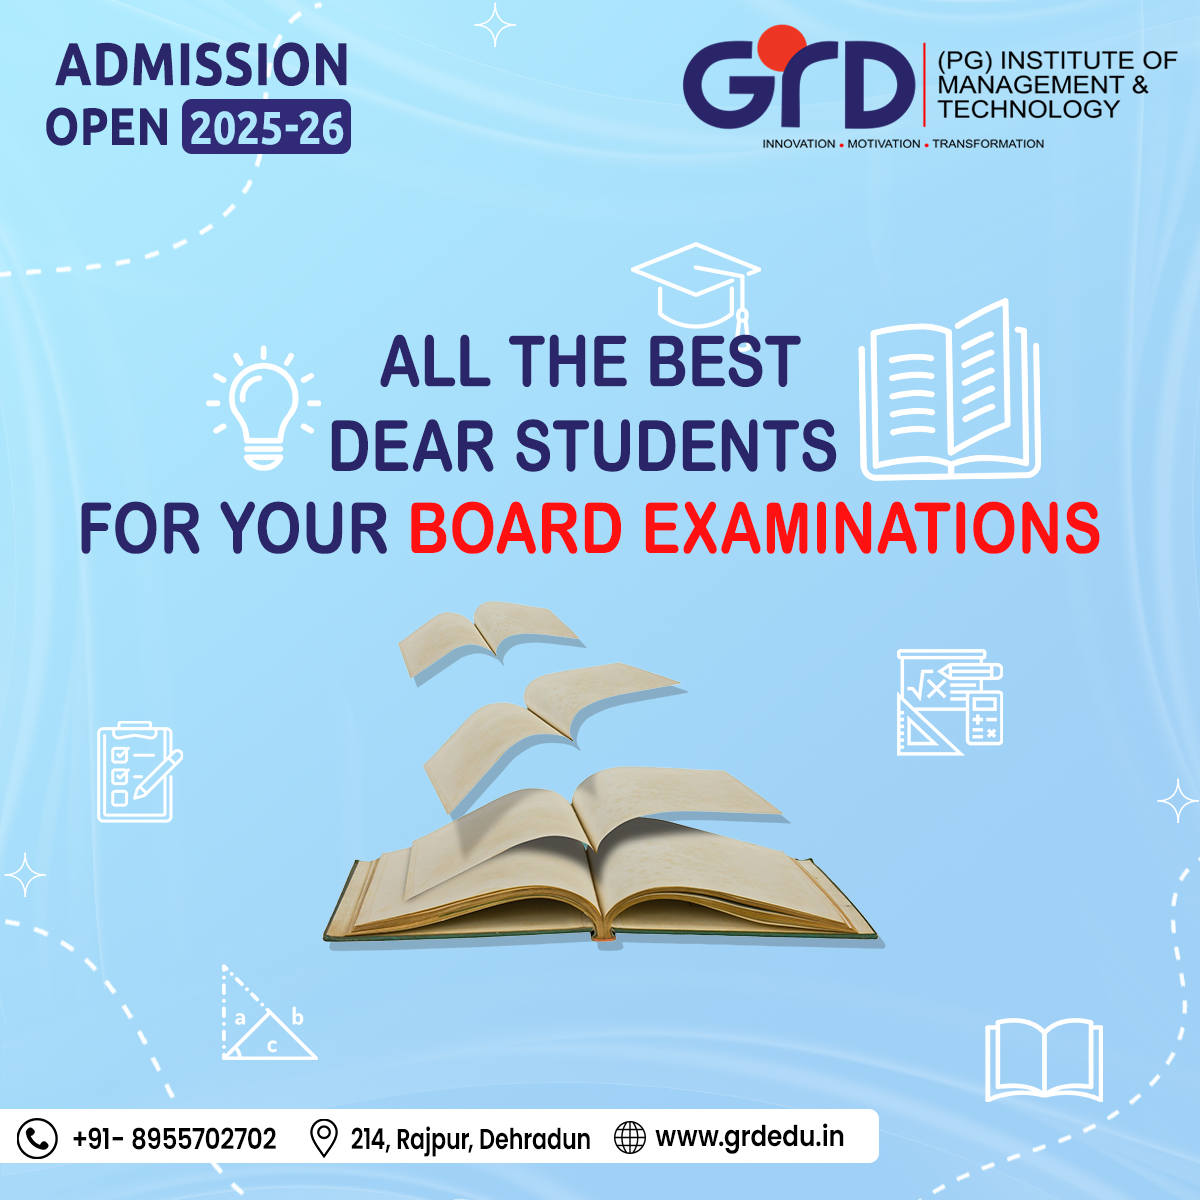 ADMISSION
OPEN 2025-26
GrD
(PG) INSTITUTE OF
MANAGEMENT &
TECHNOLOGY
INNOVATION • MOTIVATION • TRANSFORMATION
ALL THE BEST
DEAR STUDENTS
FOR YOUR BOARD EXAMINATIONS
√x
a b
c
+91- 8955702702 214, Rajpur, Dehradun www.grdedu.in